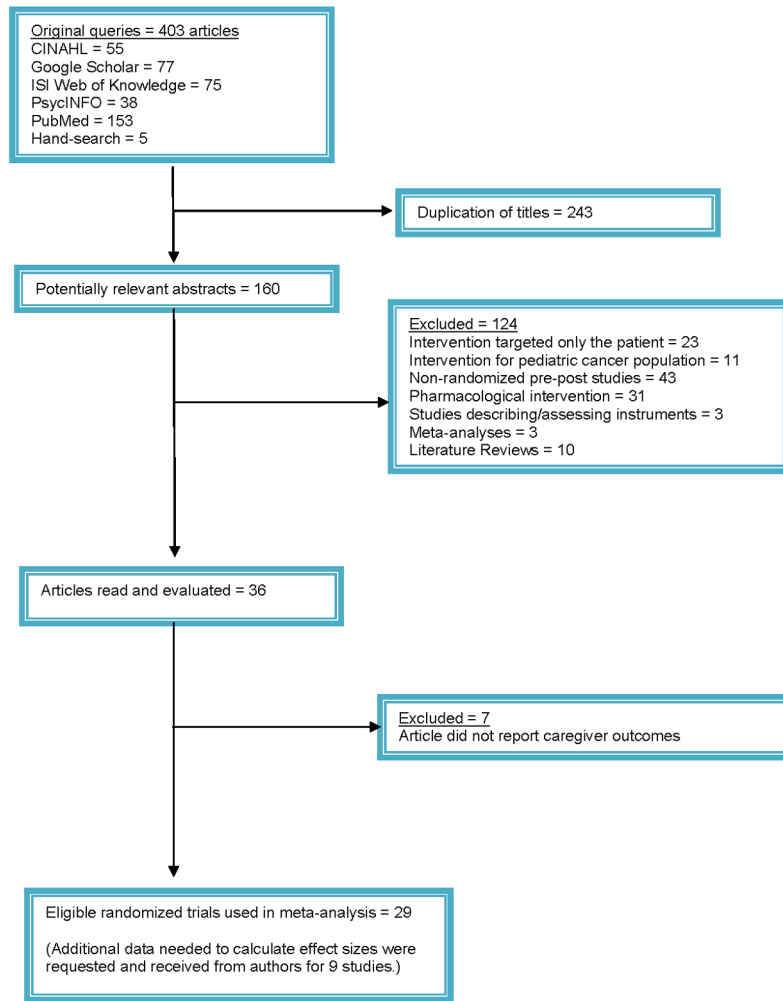 Original queries = 403 articles
CINAHL = 55
Google Scholar = 77
ISI Web of Knowledge = 75
PsycINFO = 38
PubMed = 153
Hand-search = 5
Duplication of titles = 243
Potentially relevant abstracts = 160
Excluded = 124
Intervention targeted only the patient = 23
Intervention for pediatric cancer population = 11
Non-randomized pre-post studies = 43
Pharmacological intervention = 31
Studies describing/assessing instruments = 3
Meta-analyses = 3
Literature Reviews = 10
Articles read and evaluated = 36
Excluded = 7
Article did not report caregiver outcomes
Eligible randomized trials used in meta-analysis = 29
(Additional data needed to calculate effect sizes were
requested and received from authors for 9 studies.)